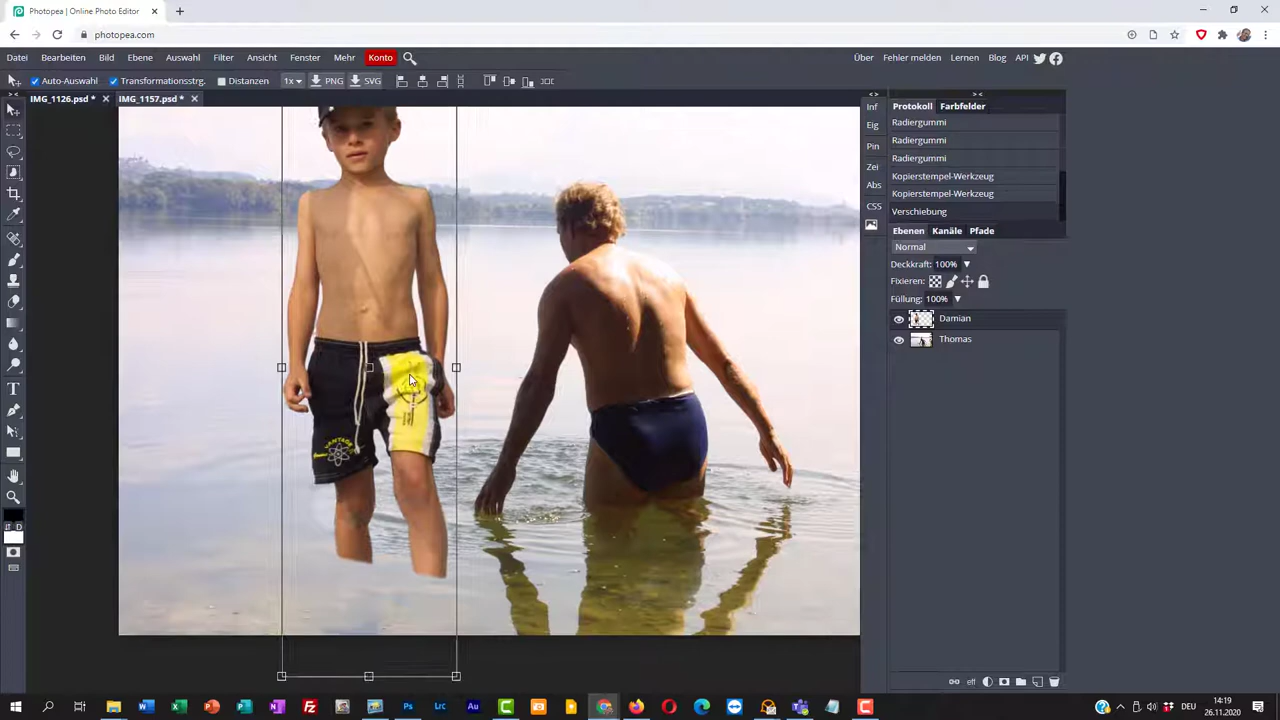 Photopea | Online Photo Editor
photopea.com
Datei Bearbeiten Bild Ebene Auswahl Filter Ansicht Fenster Mehr Konto Über Fehler melden Lernen Blog API
Auto-Auswahl Transformationsstrg. Distanzen 1x PNG SVG
IMG_1126.psd * IMG_1157.psd *
Inf
Eig
Pin
Zei
Abs
CSS
Protokoll Farbfelder
Radiergummi
Radiergummi
Radiergummi
Kopierstempel-Werkzeug
Kopierstempel-Werkzeug
Verschiebung
Ebenen Kanäle Pfade
Normal
Deckkraft: 100%
Fixieren:
Füllung: 100%
Damian
Thomas
VANTAGE
D
eff
14:19
26.11.2020